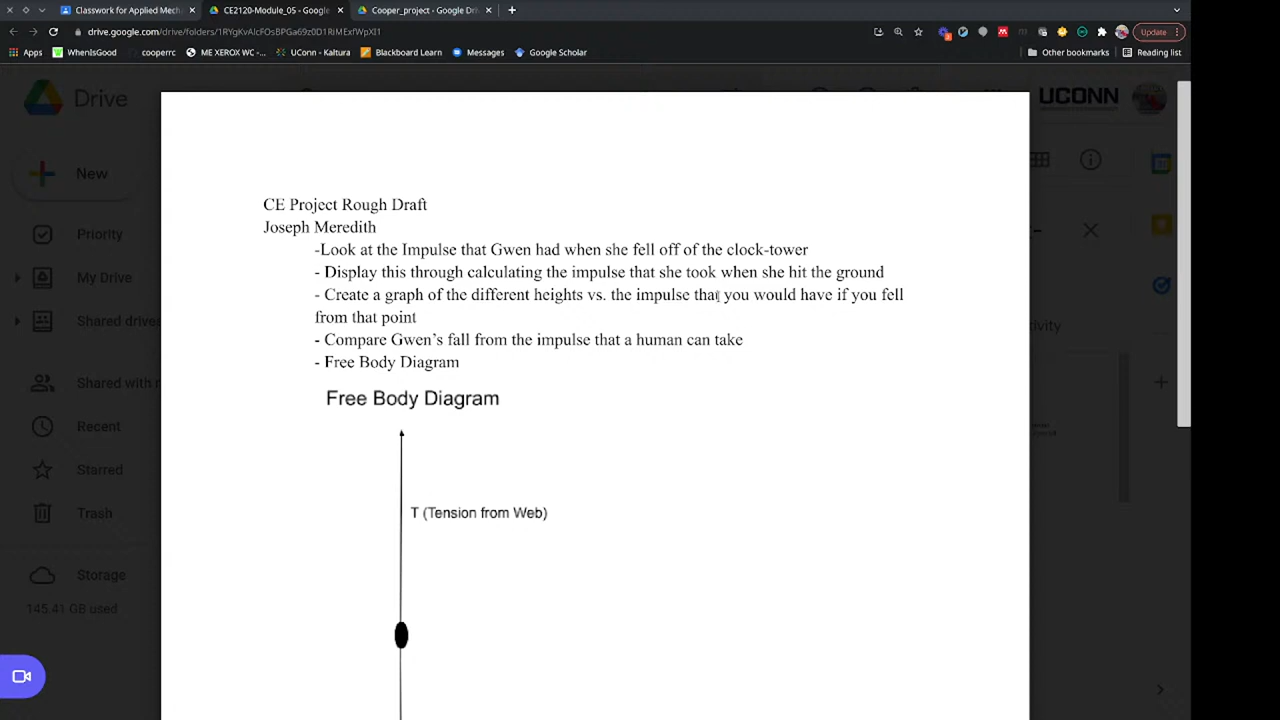 Classwork for Applied Mech
CE2120-Module_05 - Google
Cooper_project - Google Driv
drive.google.com/drive/folders/1RYgKvAlcFOsBPGa69z0D1RiMExfWpXI1
Update
Apps
WhenIsGood
cooperrc
ME XEROX WC-...
UConn - Kaltura
Blackboard Learn
Messages
Google Scholar
Other bookmarks
Reading list
Drive
UCONN
New
Priority
My Drive
Shared drives
Shared with
Recent
Starred
Trash
Storage
145.41 GB used
CE Project Rough Draft
Joseph Meredith
-Look at the Impulse that Gwen had when she fell off of the clock-tower
- Display this through calculating the impulse that she took when she hit the ground
- Create a graph of the different heights vs. the impulse that you would have if you fell
from that point
- Compare Gwen’s fall from the impulse that a human can take
- Free Body Diagram
Free Body Diagram
T (Tension from Web)